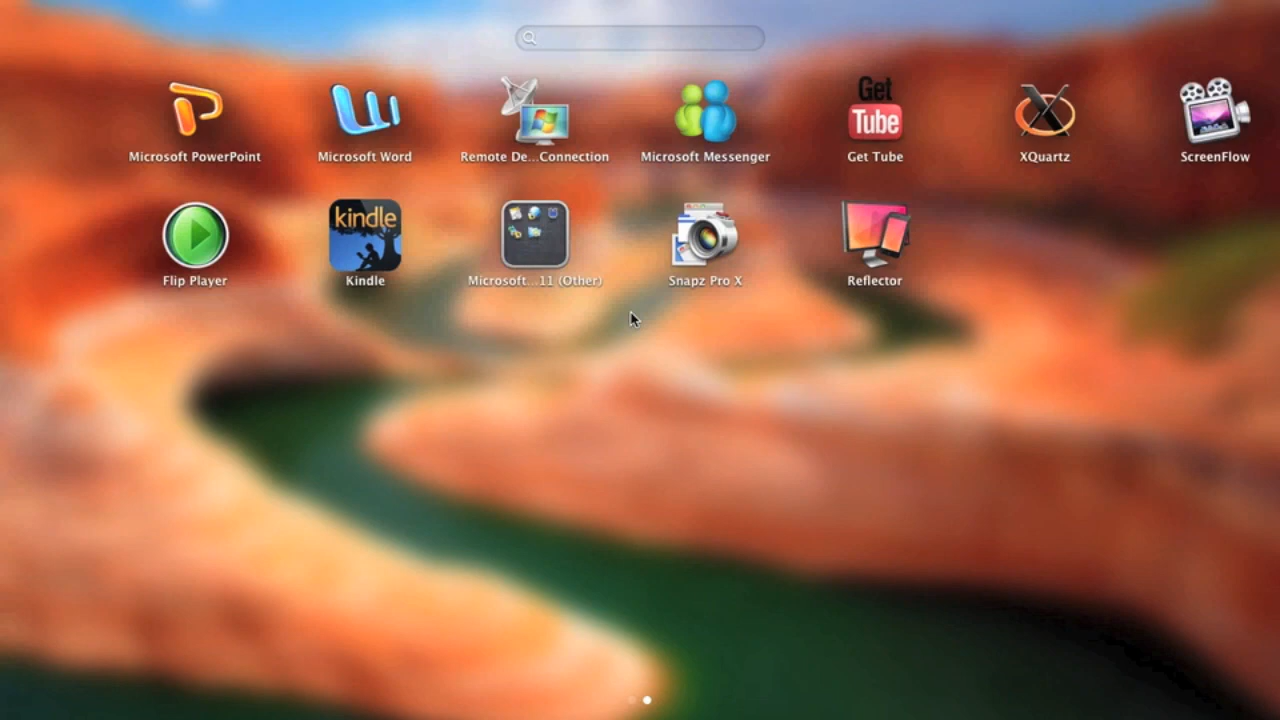 Microsoft PowerPoint
Microsoft Word
Remote De...Connection
Microsoft Messenger
Get
Tube
Get Tube
XQuartz
ScreenFlow
kindle
Flip Player
Kindle
Microsoft...11 (Other)
Snapz Pro X
Reflector